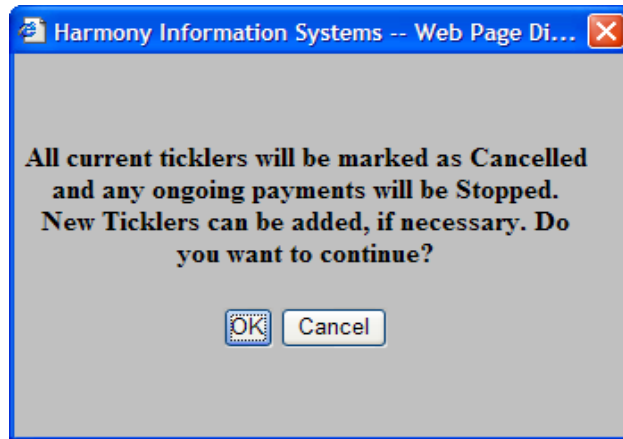 Harmony Information Systems -- Web Page Di...
All current ticklers will be marked as Cancelled
and any ongoing payments will be Stopped.
New Ticklers can be added, if necessary. Do
you want to continue?
OK Cancel